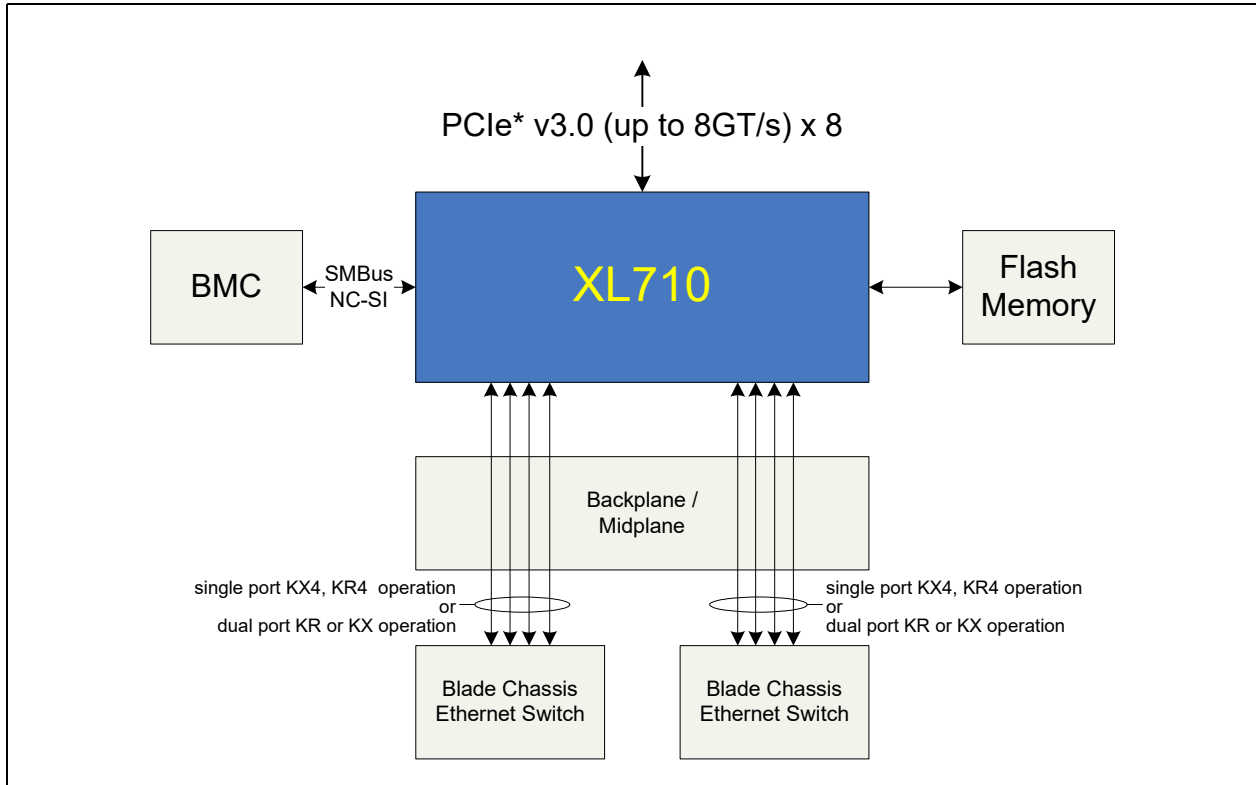 PCIe* v3.0 (up to 8GT/s) x 8
BMC
SMBus
NC-SI
XL710
Flash
Memory
Backplane /
Midplane
single port KX4, KR4 operation
or
dual port KR or KX operation
single port KX4, KR4 operation
or
dual port KR or KX operation
Blade Chassis
Ethernet Switch
Blade Chassis
Ethernet Switch